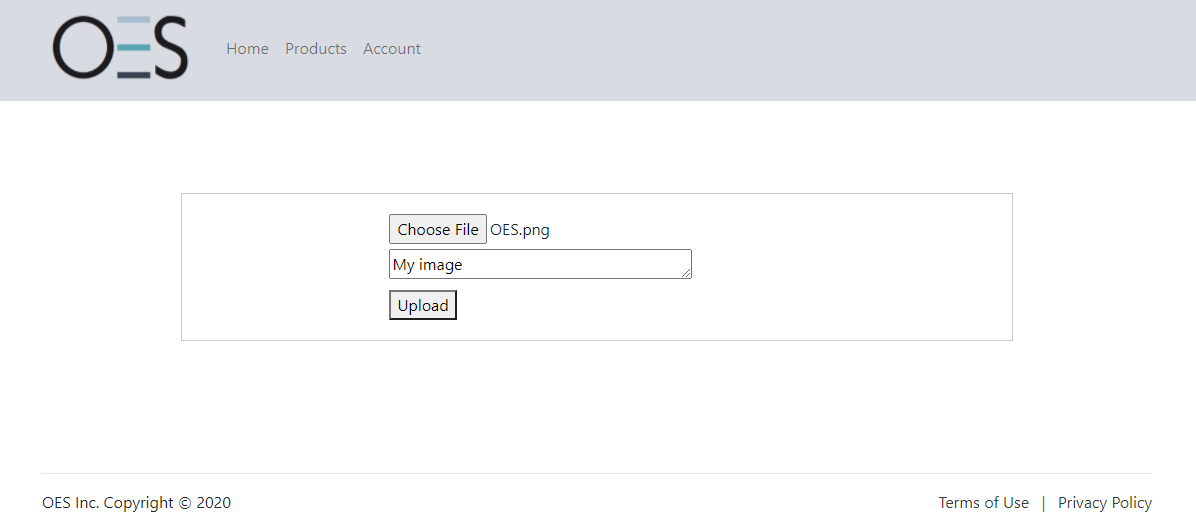 OES Home Products Account
Choose File OES.png
My image
Upload
OES Inc. Copyright © 2020 Terms of Use | Privacy Policy